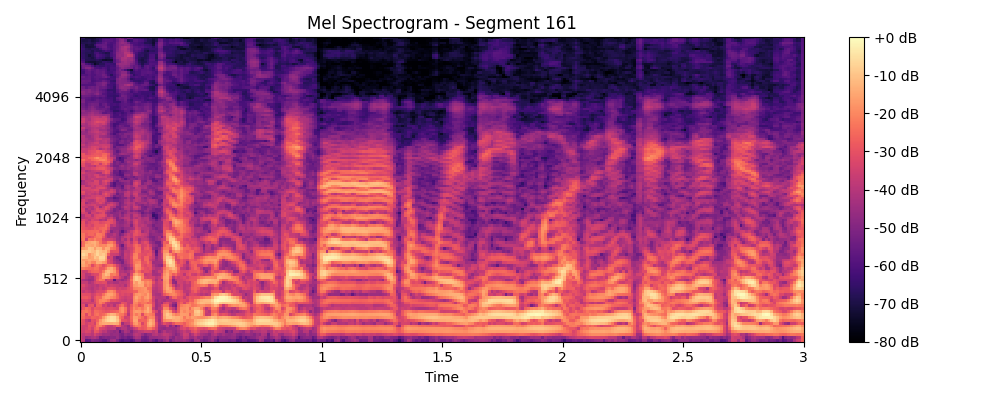 Mel Spectrogram - Segment 161
Frequency
4096
2048
1024
512
0
0
0.5
1
1.5
2
2.5
3
Time
+0 dB
-10 dB
-20 dB
-30 dB
-40 dB
-50 dB
-60 dB
-70 dB
-80 dB